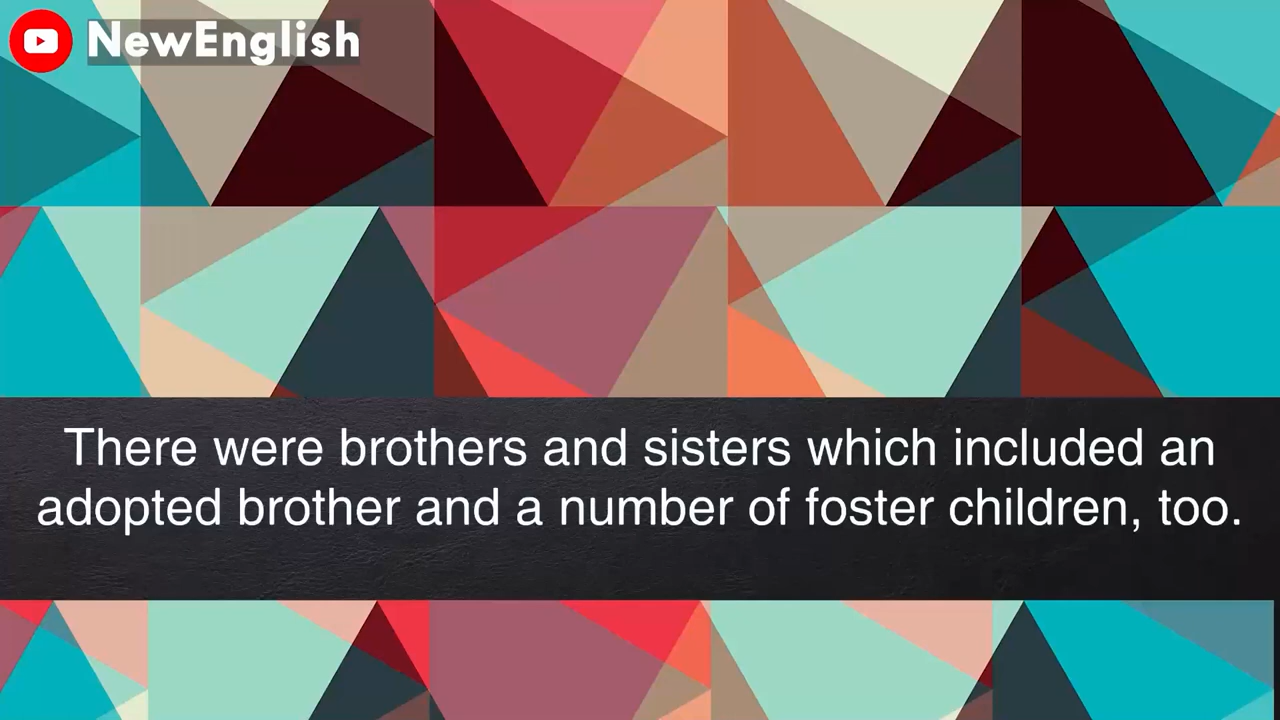 NewEnglish
There were brothers and sisters which included an
adopted brother and a number of foster children, too.